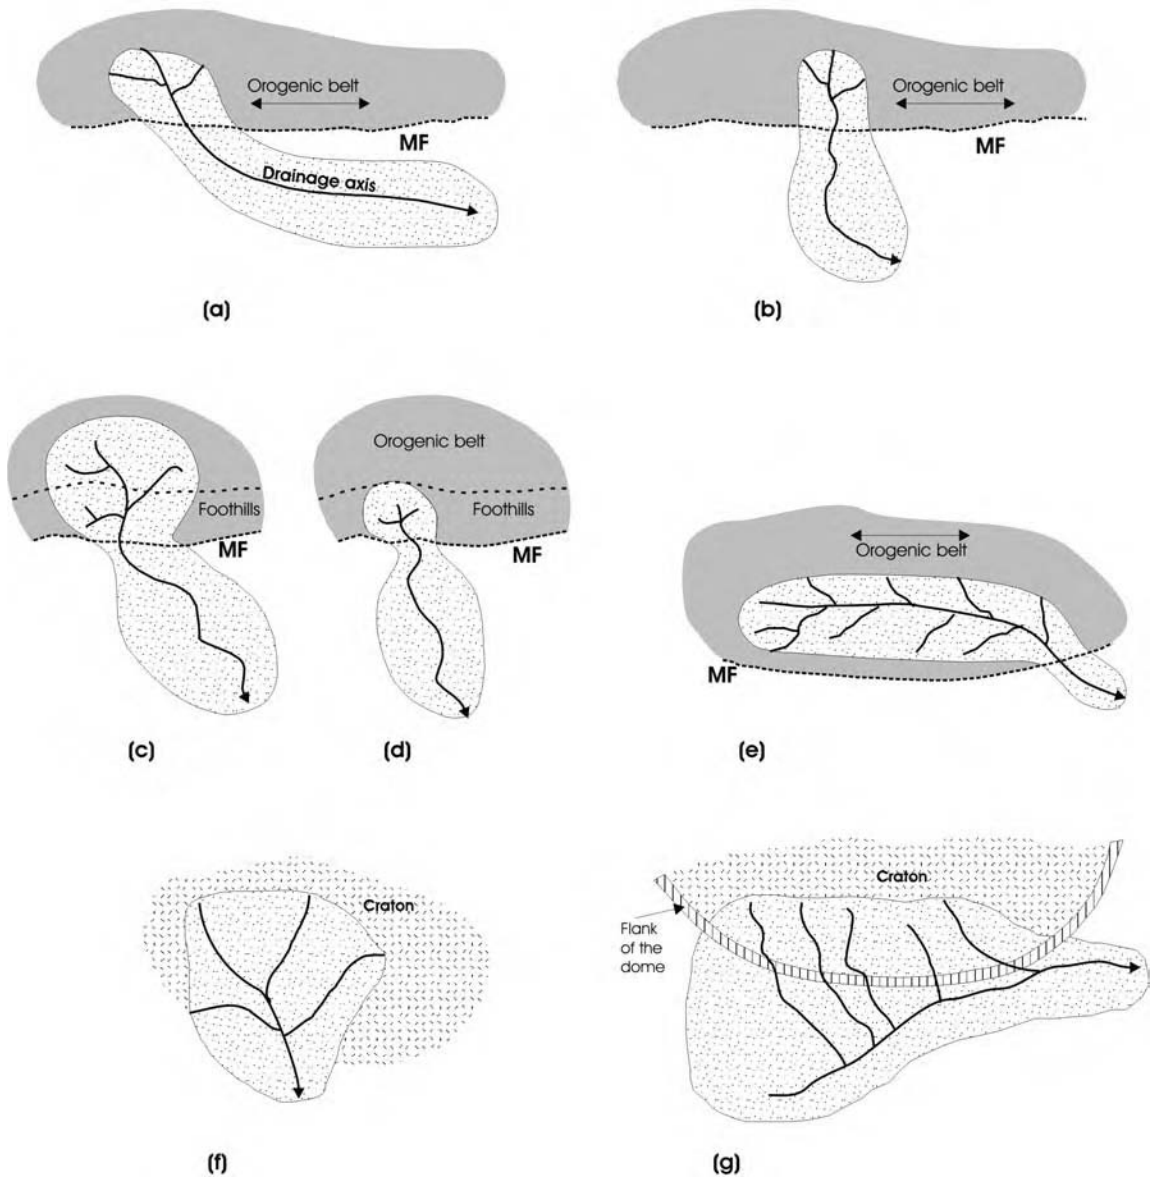 Orogenic belt
MF
Drainage axis
(a)
Orogenic belt
MF
(b)
Foothills
MF
(c)
Orogenic belt
Foothills
MF
(d)
Orogenic belt
MF
(e)
Craton
(f)
Craton
Flank
of the
dome
(g)